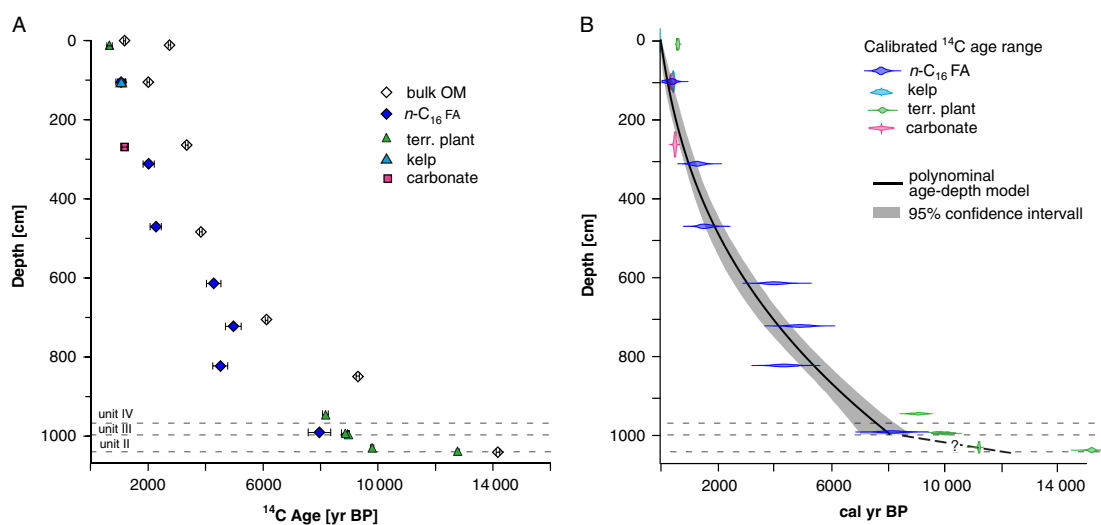 A
0
200
400
600
800
1000
Depth [cm]
bulk OM
n-C16 FA
terr. plant
kelp
carbonate
unit IV
unit III
unit II
2000
6000
10 000
14 000
14C Age [yr BP]
B
0
200
400
600
800
1000
Depth [cm]
Calibrated 14C age range
n-C16 FA
kelp
terr. plant
carbonate
polynominal
age-depth model
95% confidence intervall
?
2000
6000
10 000
14 000
cal yr BP